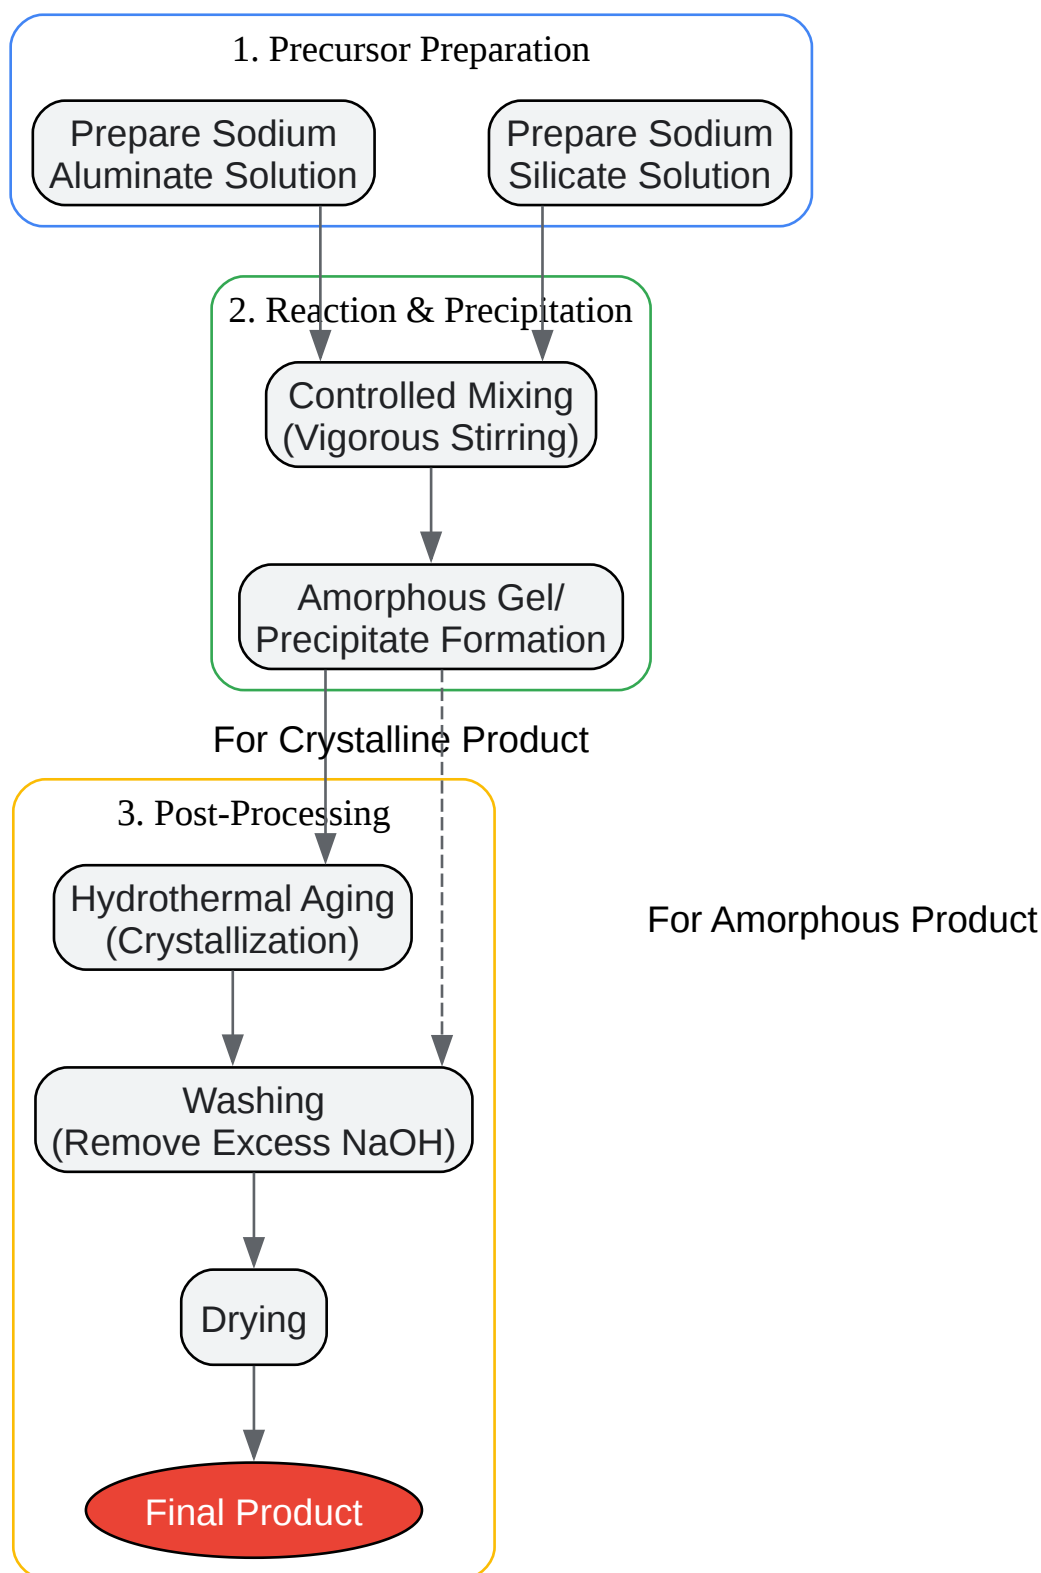 1. Precursor Preparation
Prepare Sodium
Aluminate Solution
Prepare Sodium
Silicate Solution
2. Reaction & Precipitation
Controlled Mixing
(Vigorous Stirring)
Amorphous Gel/
Precipitate Formation
For Crystalline Product
3. Post-Processing
Hydrothermal Aging
(Crystallization)
For Amorphous Product
Washing
(Remove Excess NaOH)
Drying
Final Product